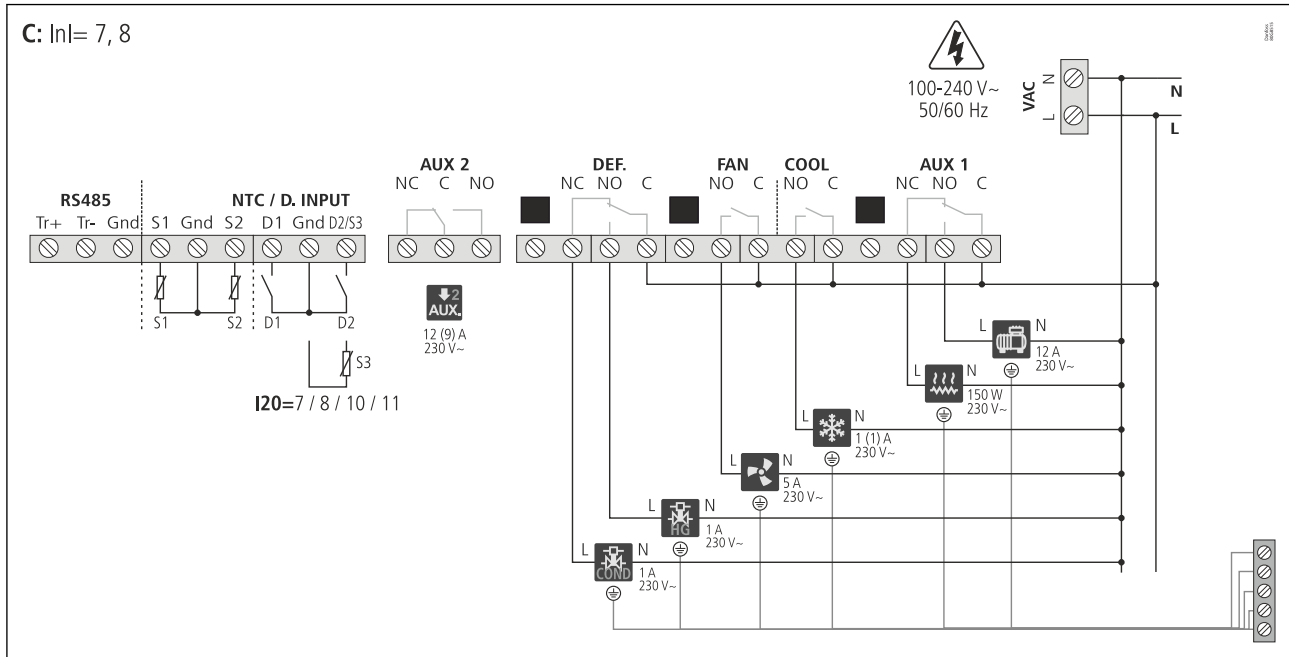 C: InI= 7, 8
100-240 V~
50/60 Hz
VAC
N
L
N
L
RS485
Tr+ Tr- Gnd
NTC / D. INPUT
S1 Gnd S2 D1 Gnd D2/S3
S1 S2 D1 D2
S3
I20=7 / 8 / 10 / 11
AUX 2
NC C NO
2
AUX.
12 (9) A
230 V~
DEF.
NC NO C
FAN
NO C
COOL
NO C
AUX 1
NC NO C
L N
12 A
230 V~
L N
150 W
230 V~
L N
1 (1) A
230 V~
L N
5 A
230 V~
L N
HG
1 A
230 V~
L N
COND
1 A
230 V~